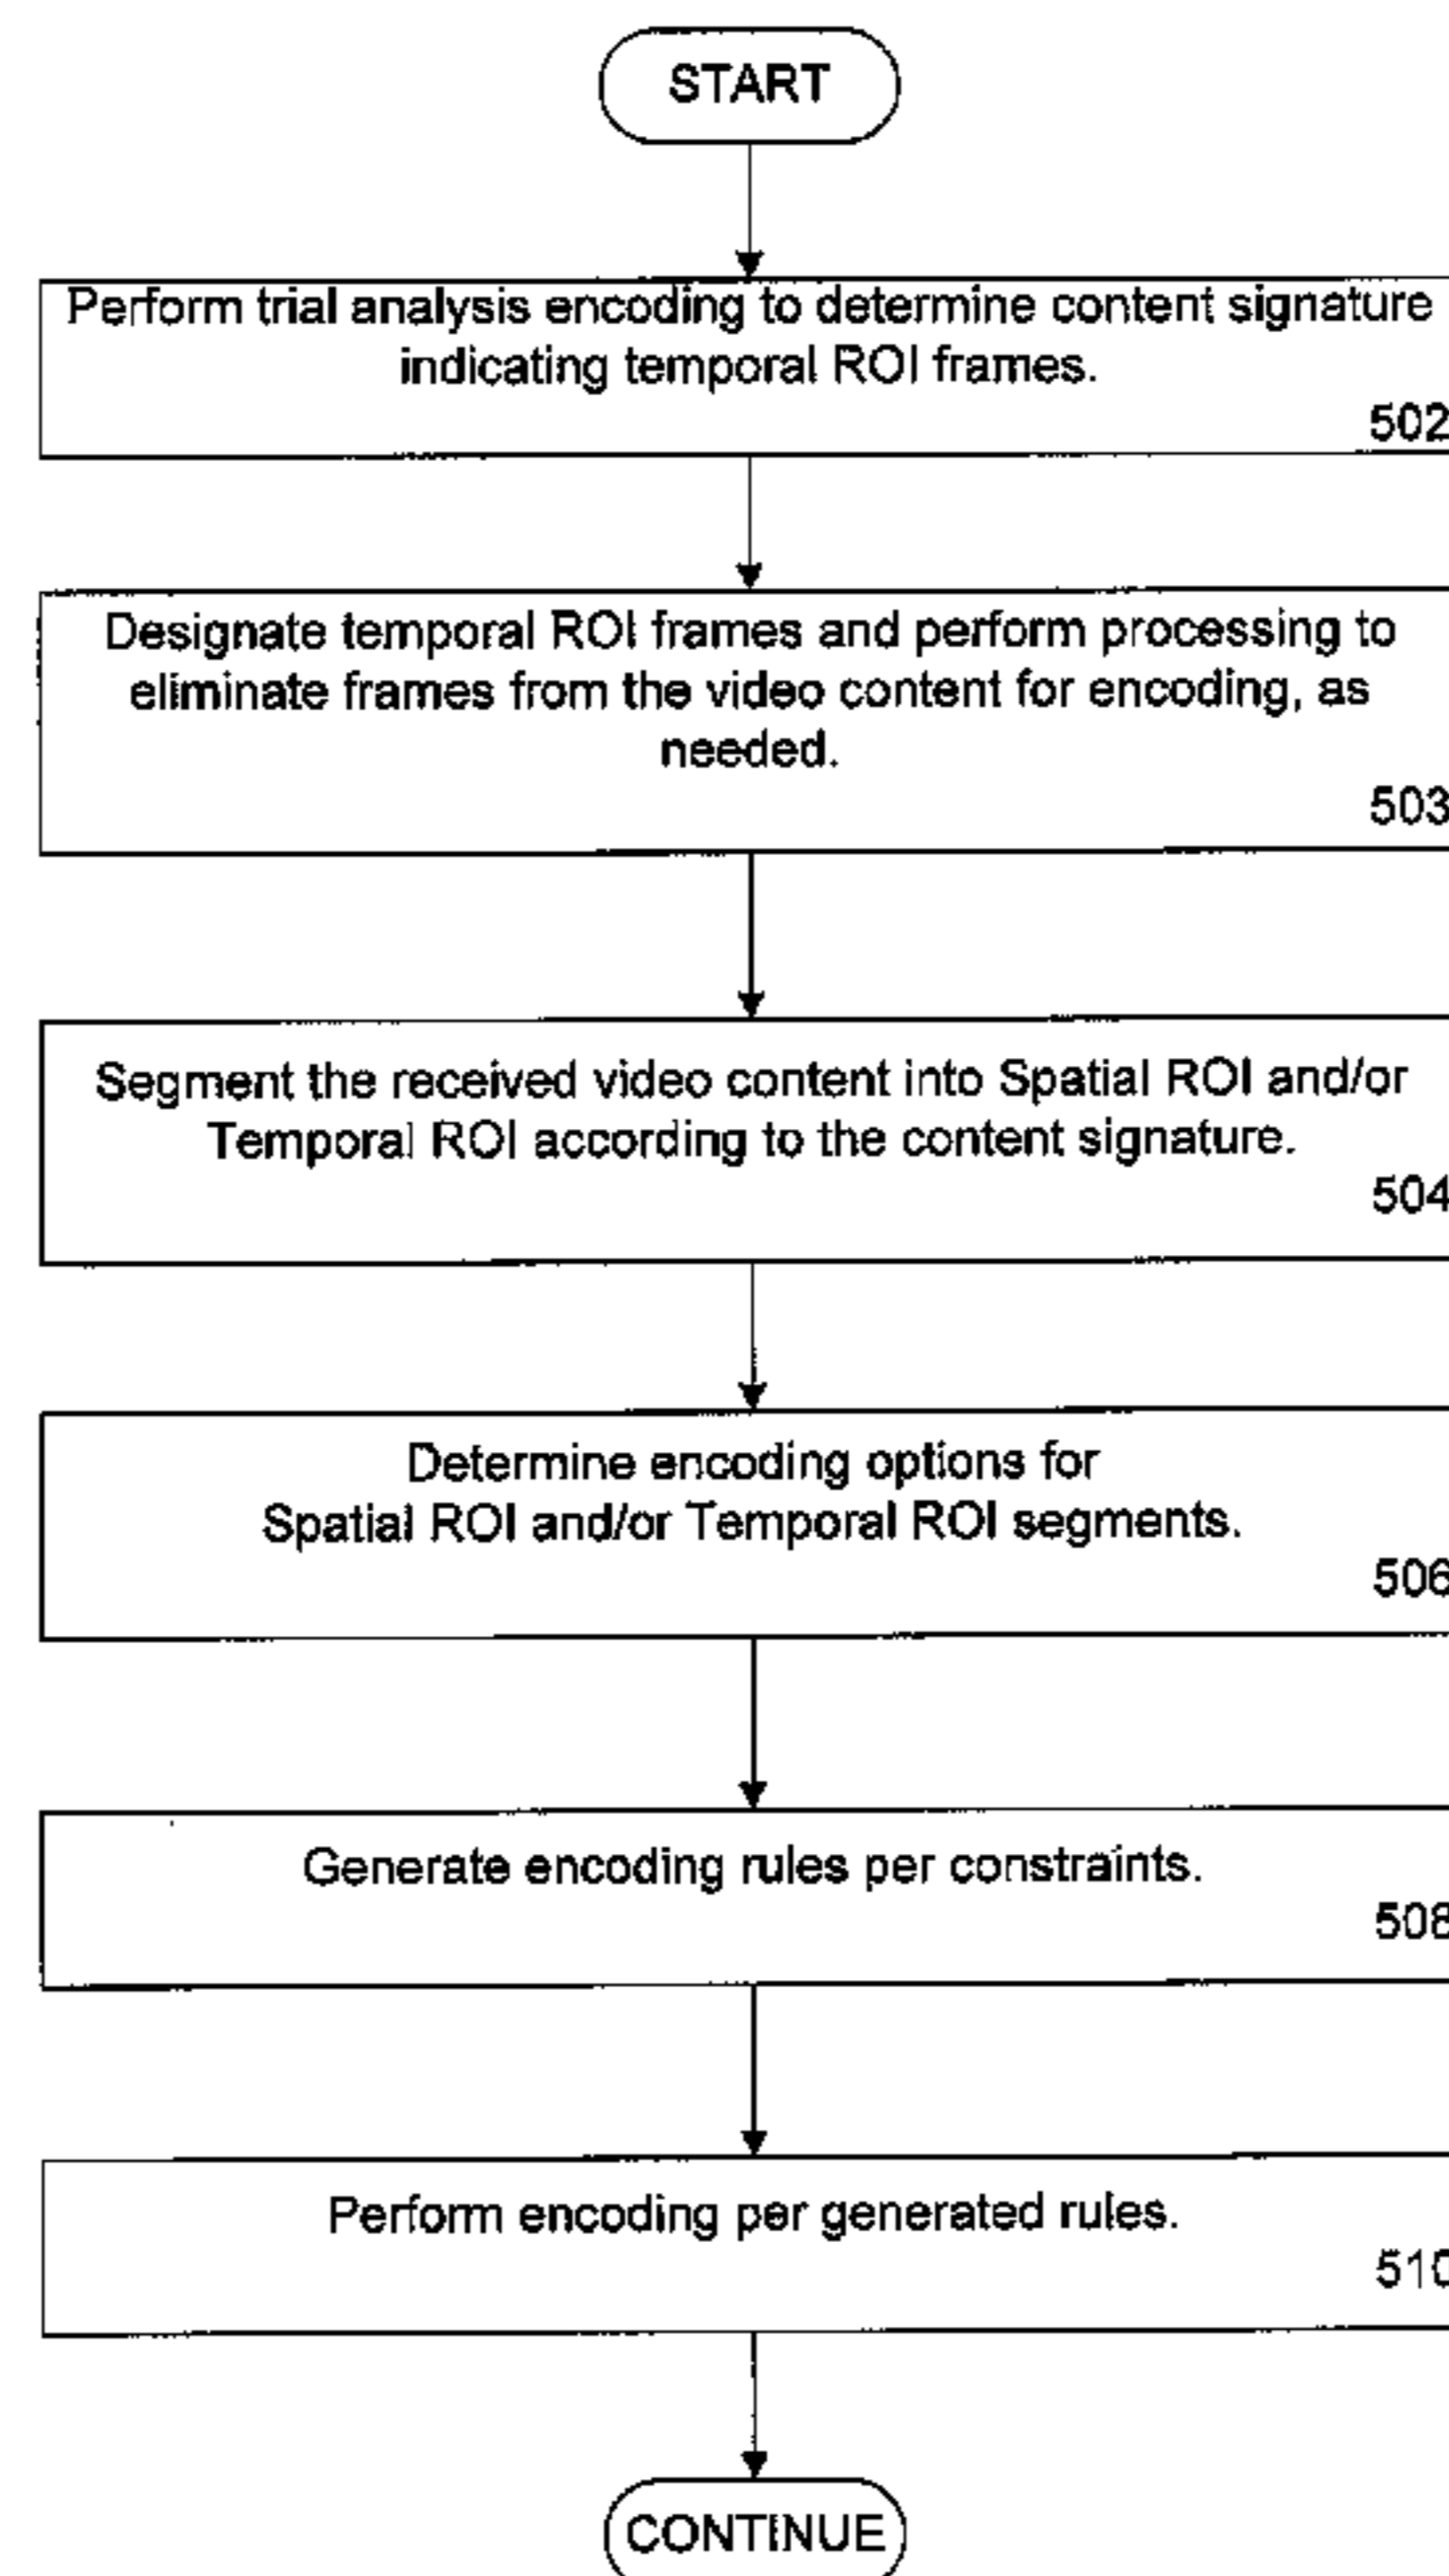 START
Perform trial analysis encoding to determine content signature
indicating temporal ROI frames.
502
Designate temporal ROI frames and perform processing to
eliminate frames from the video content for encoding, as
needed.
503
Segment the received video content into Spatial ROI and/or
Temporal ROI according to the content signature.
504
Determine encoding options for
Spatial ROI and/or Temporal ROI segments.
506
Generate encoding rules per constraints.
508
Perform encoding per generated rules.
510
CONTINUE